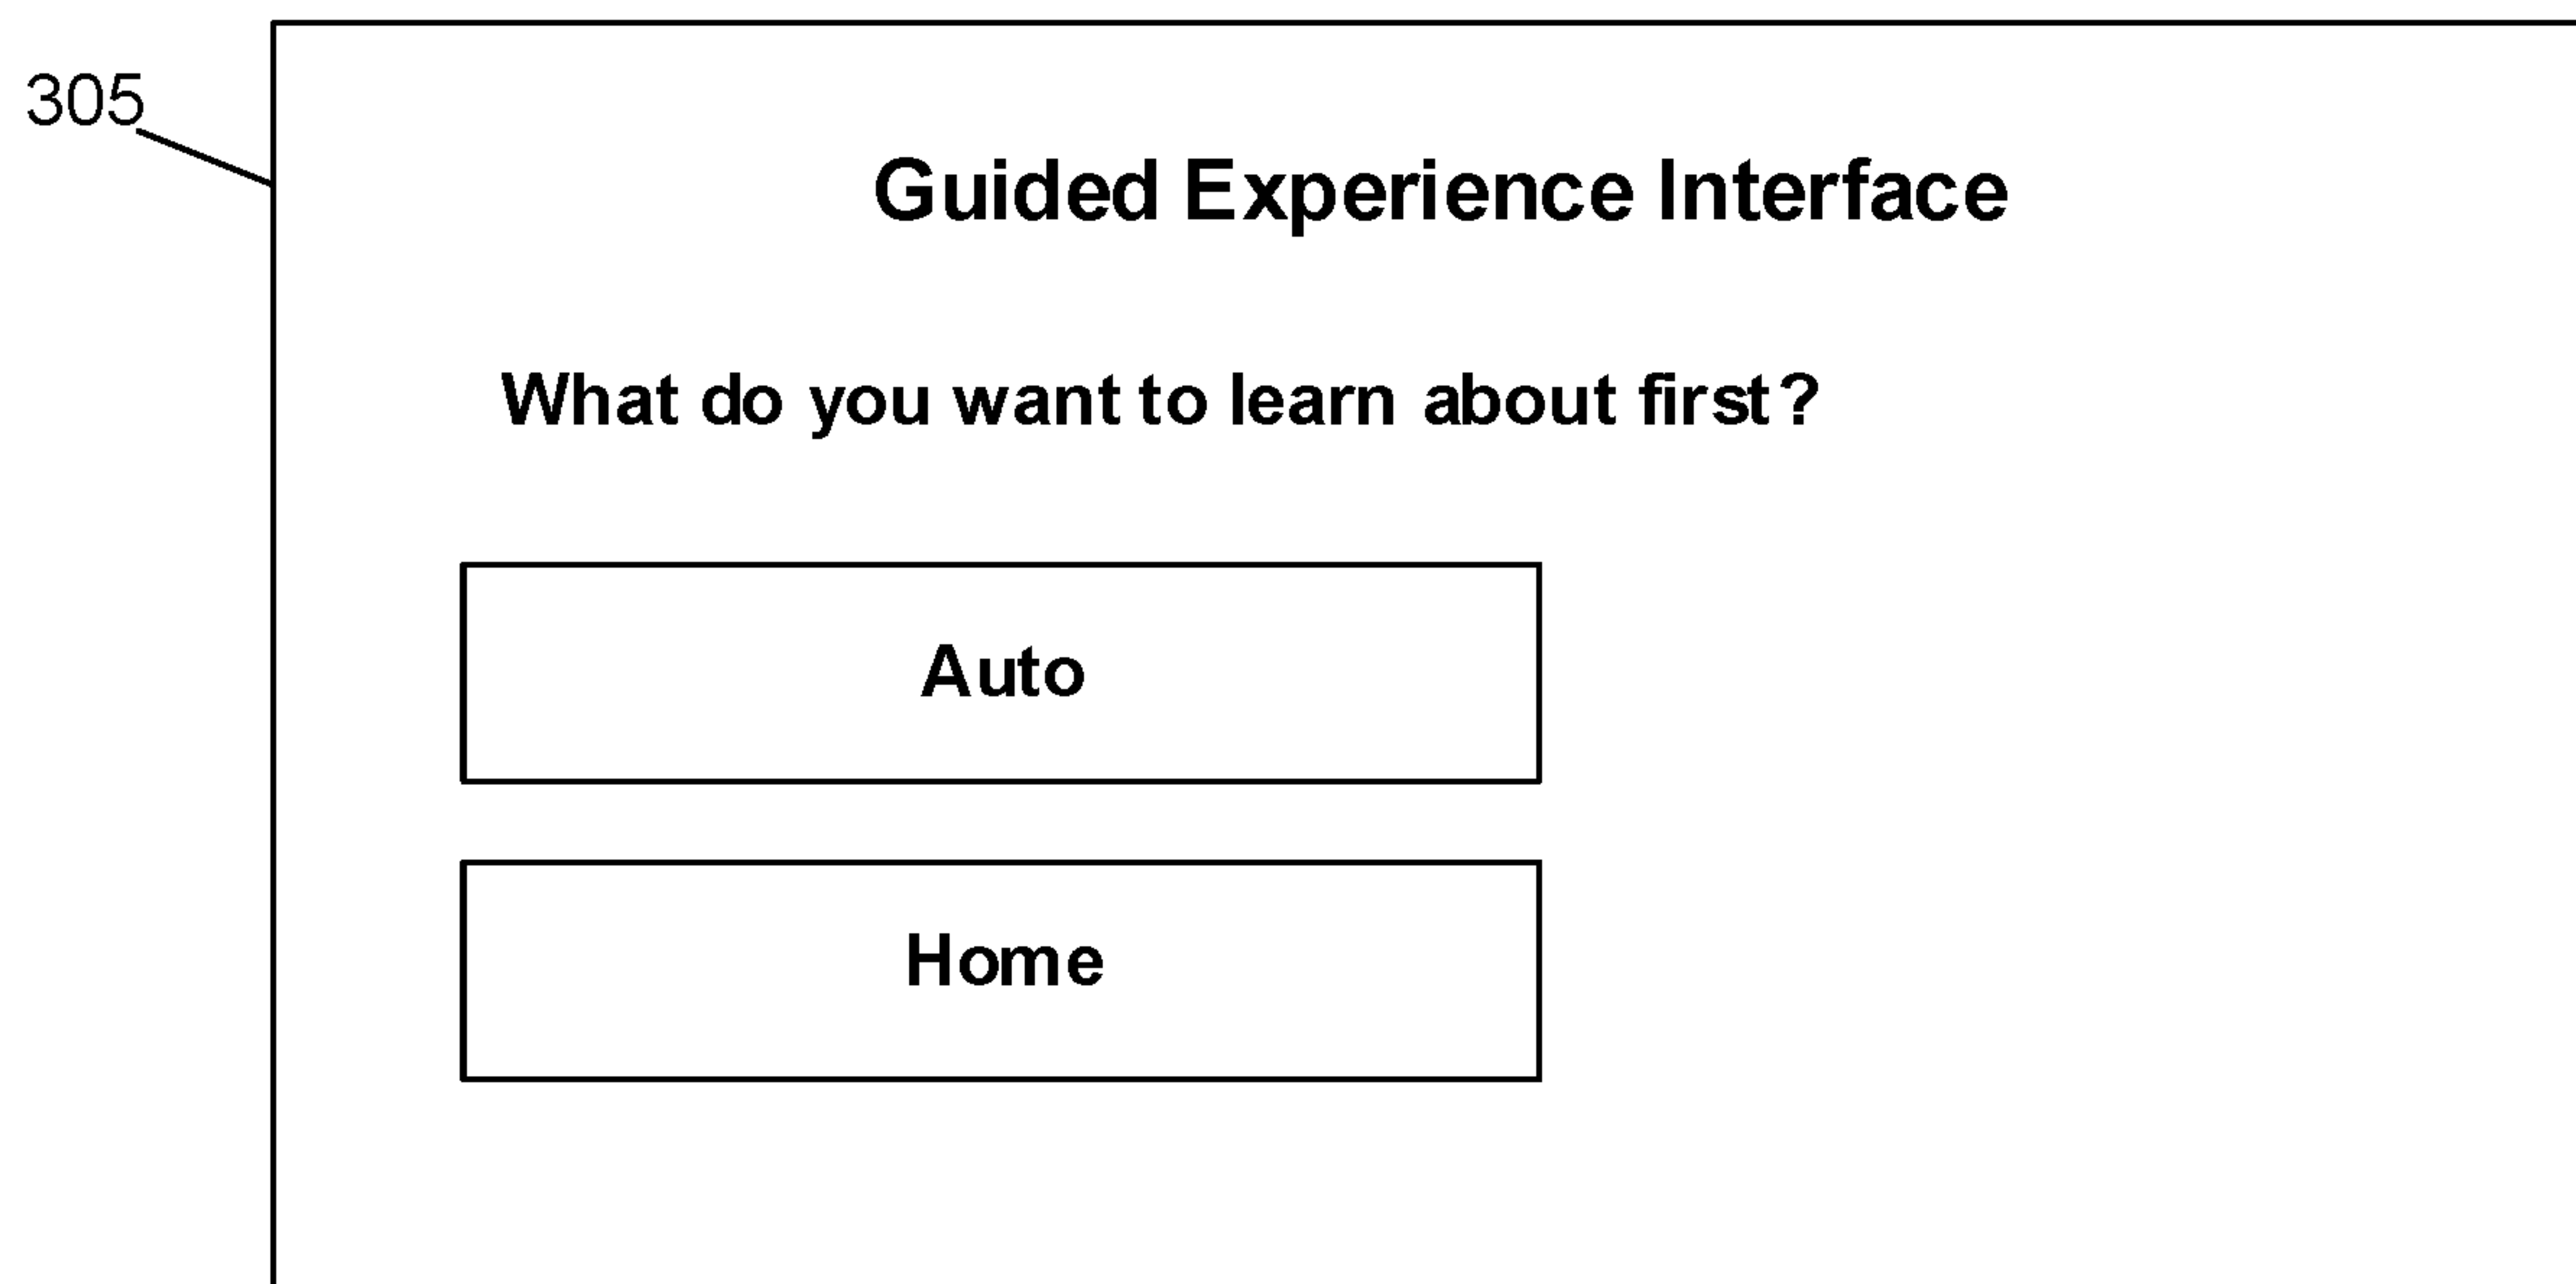 305
Guided Experience Interface
What do you want to learn about first?
Auto
Home